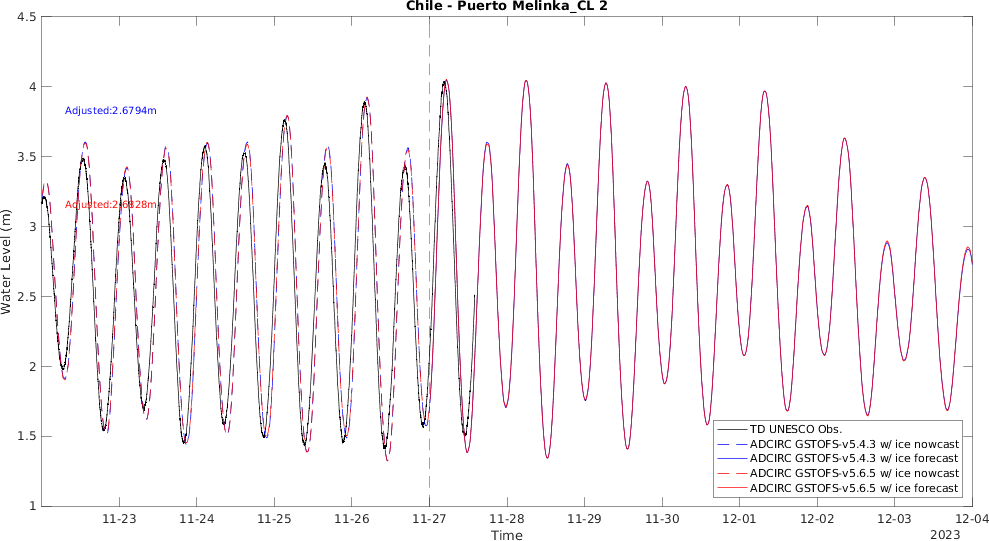 Chile - Puerto Melinka_CL 2
4.5
4
3.5
3
2.5
2
1.5
1
Water Level (m)
Adjusted:2.6794m
Adjusted:2.6828m
TD UNESCO Obs.
ADCIRC GSTOFS-v5.4.3 w/ ice nowcast
ADCIRC GSTOFS-v5.4.3 w/ ice forecast
ADCIRC GSTOFS-v5.6.5 w/ ice nowcast
ADCIRC GSTOFS-v5.6.5 w/ ice forecast
11-23 11-24 11-25 11-26 11-27 11-28 11-29 11-30 12-01 12-02 12-03 12-04
Time
2023